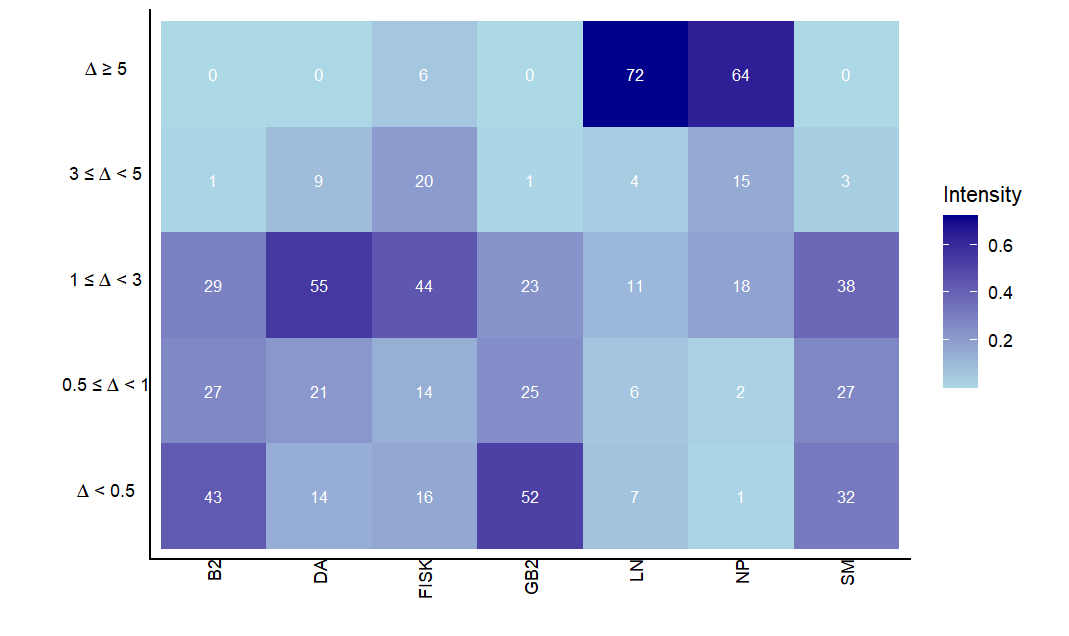 Δ ≥ 5 0 0 6 0 72 64 0
3 ≤ Δ < 5 1 9 20 1 4 15 3
1 ≤ Δ < 3 29 55 44 23 11 18 38
0.5 ≤ Δ < 1 27 21 14 25 6 2 27
Δ < 0.5 43 14 16 52 7 1 32
B2 DA FISK GB2 LN NP SM
Intensity
0.6
0.4
0.2